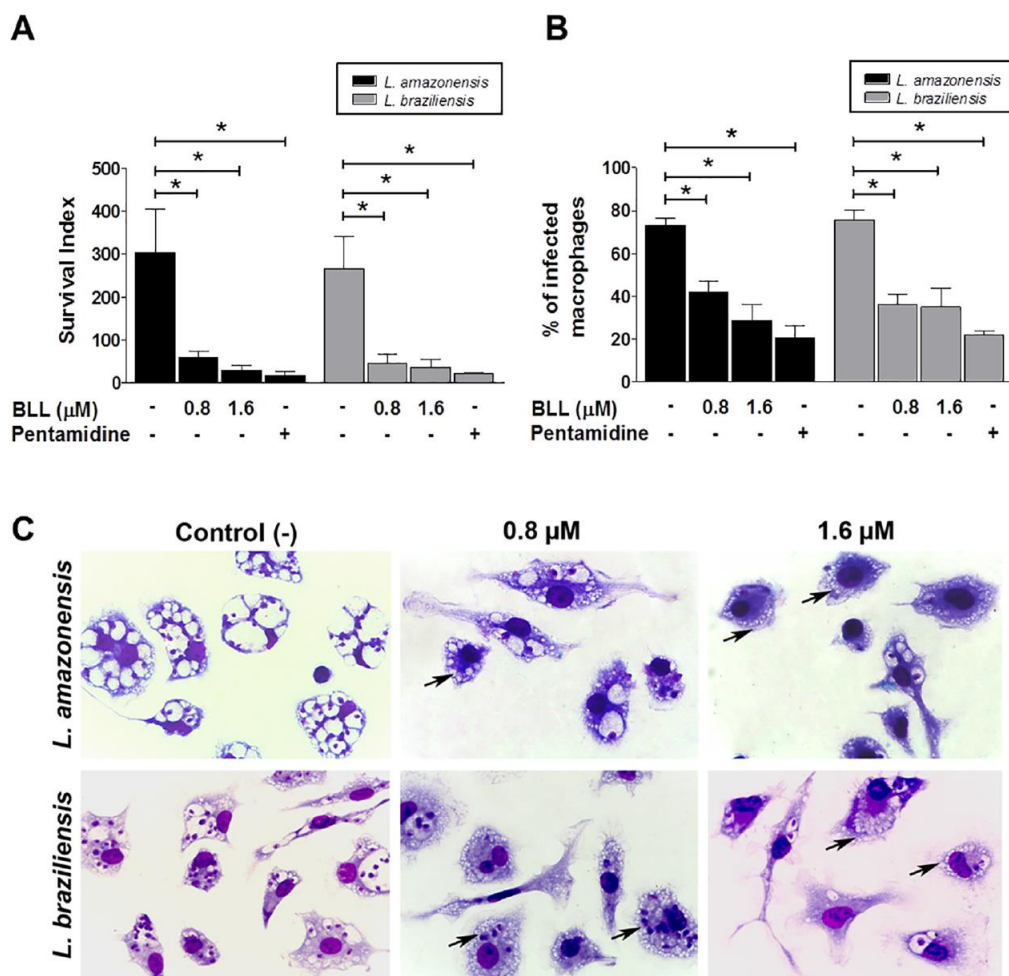 A
L. amazonensis
L. braziliensis
* * * * * *
Survival Index
500
400
300
200
100
0
BLL (µM) - 0.8 1.6 - - 0.8 1.6 -
Pentamidine - - - + - - - +
B
L. amazonensis
L. braziliensis
* * * * * *
% of infected
macrophages
100
80
60
40
20
0
BLL (µM) - 0.8 1.6 - - 0.8 1.6 -
Pentamidine - - - + - - - +
C
Control (-) 0.8 µM 1.6 µM
L. amazonensis
L. braziliensis